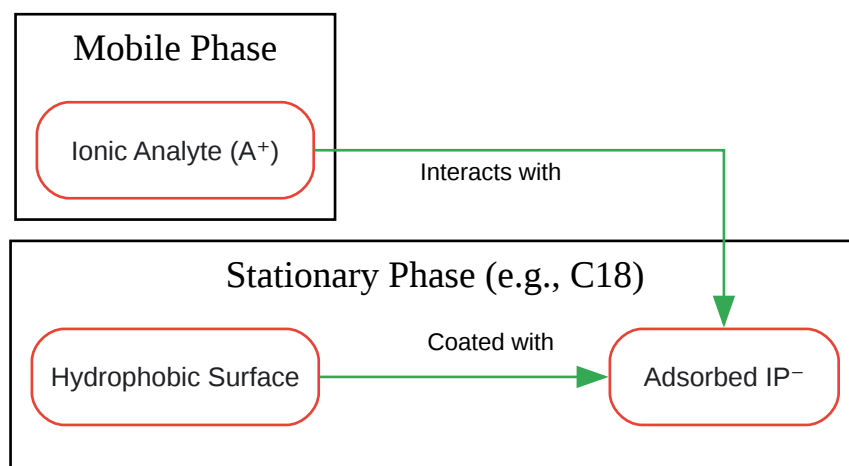 Mobile Phase
Ionic Analyte (A⁺)
Interacts with
Stationary Phase (e.g., C18)
Coated with
Hydrophobic Surface
Adsorbed IP⁻